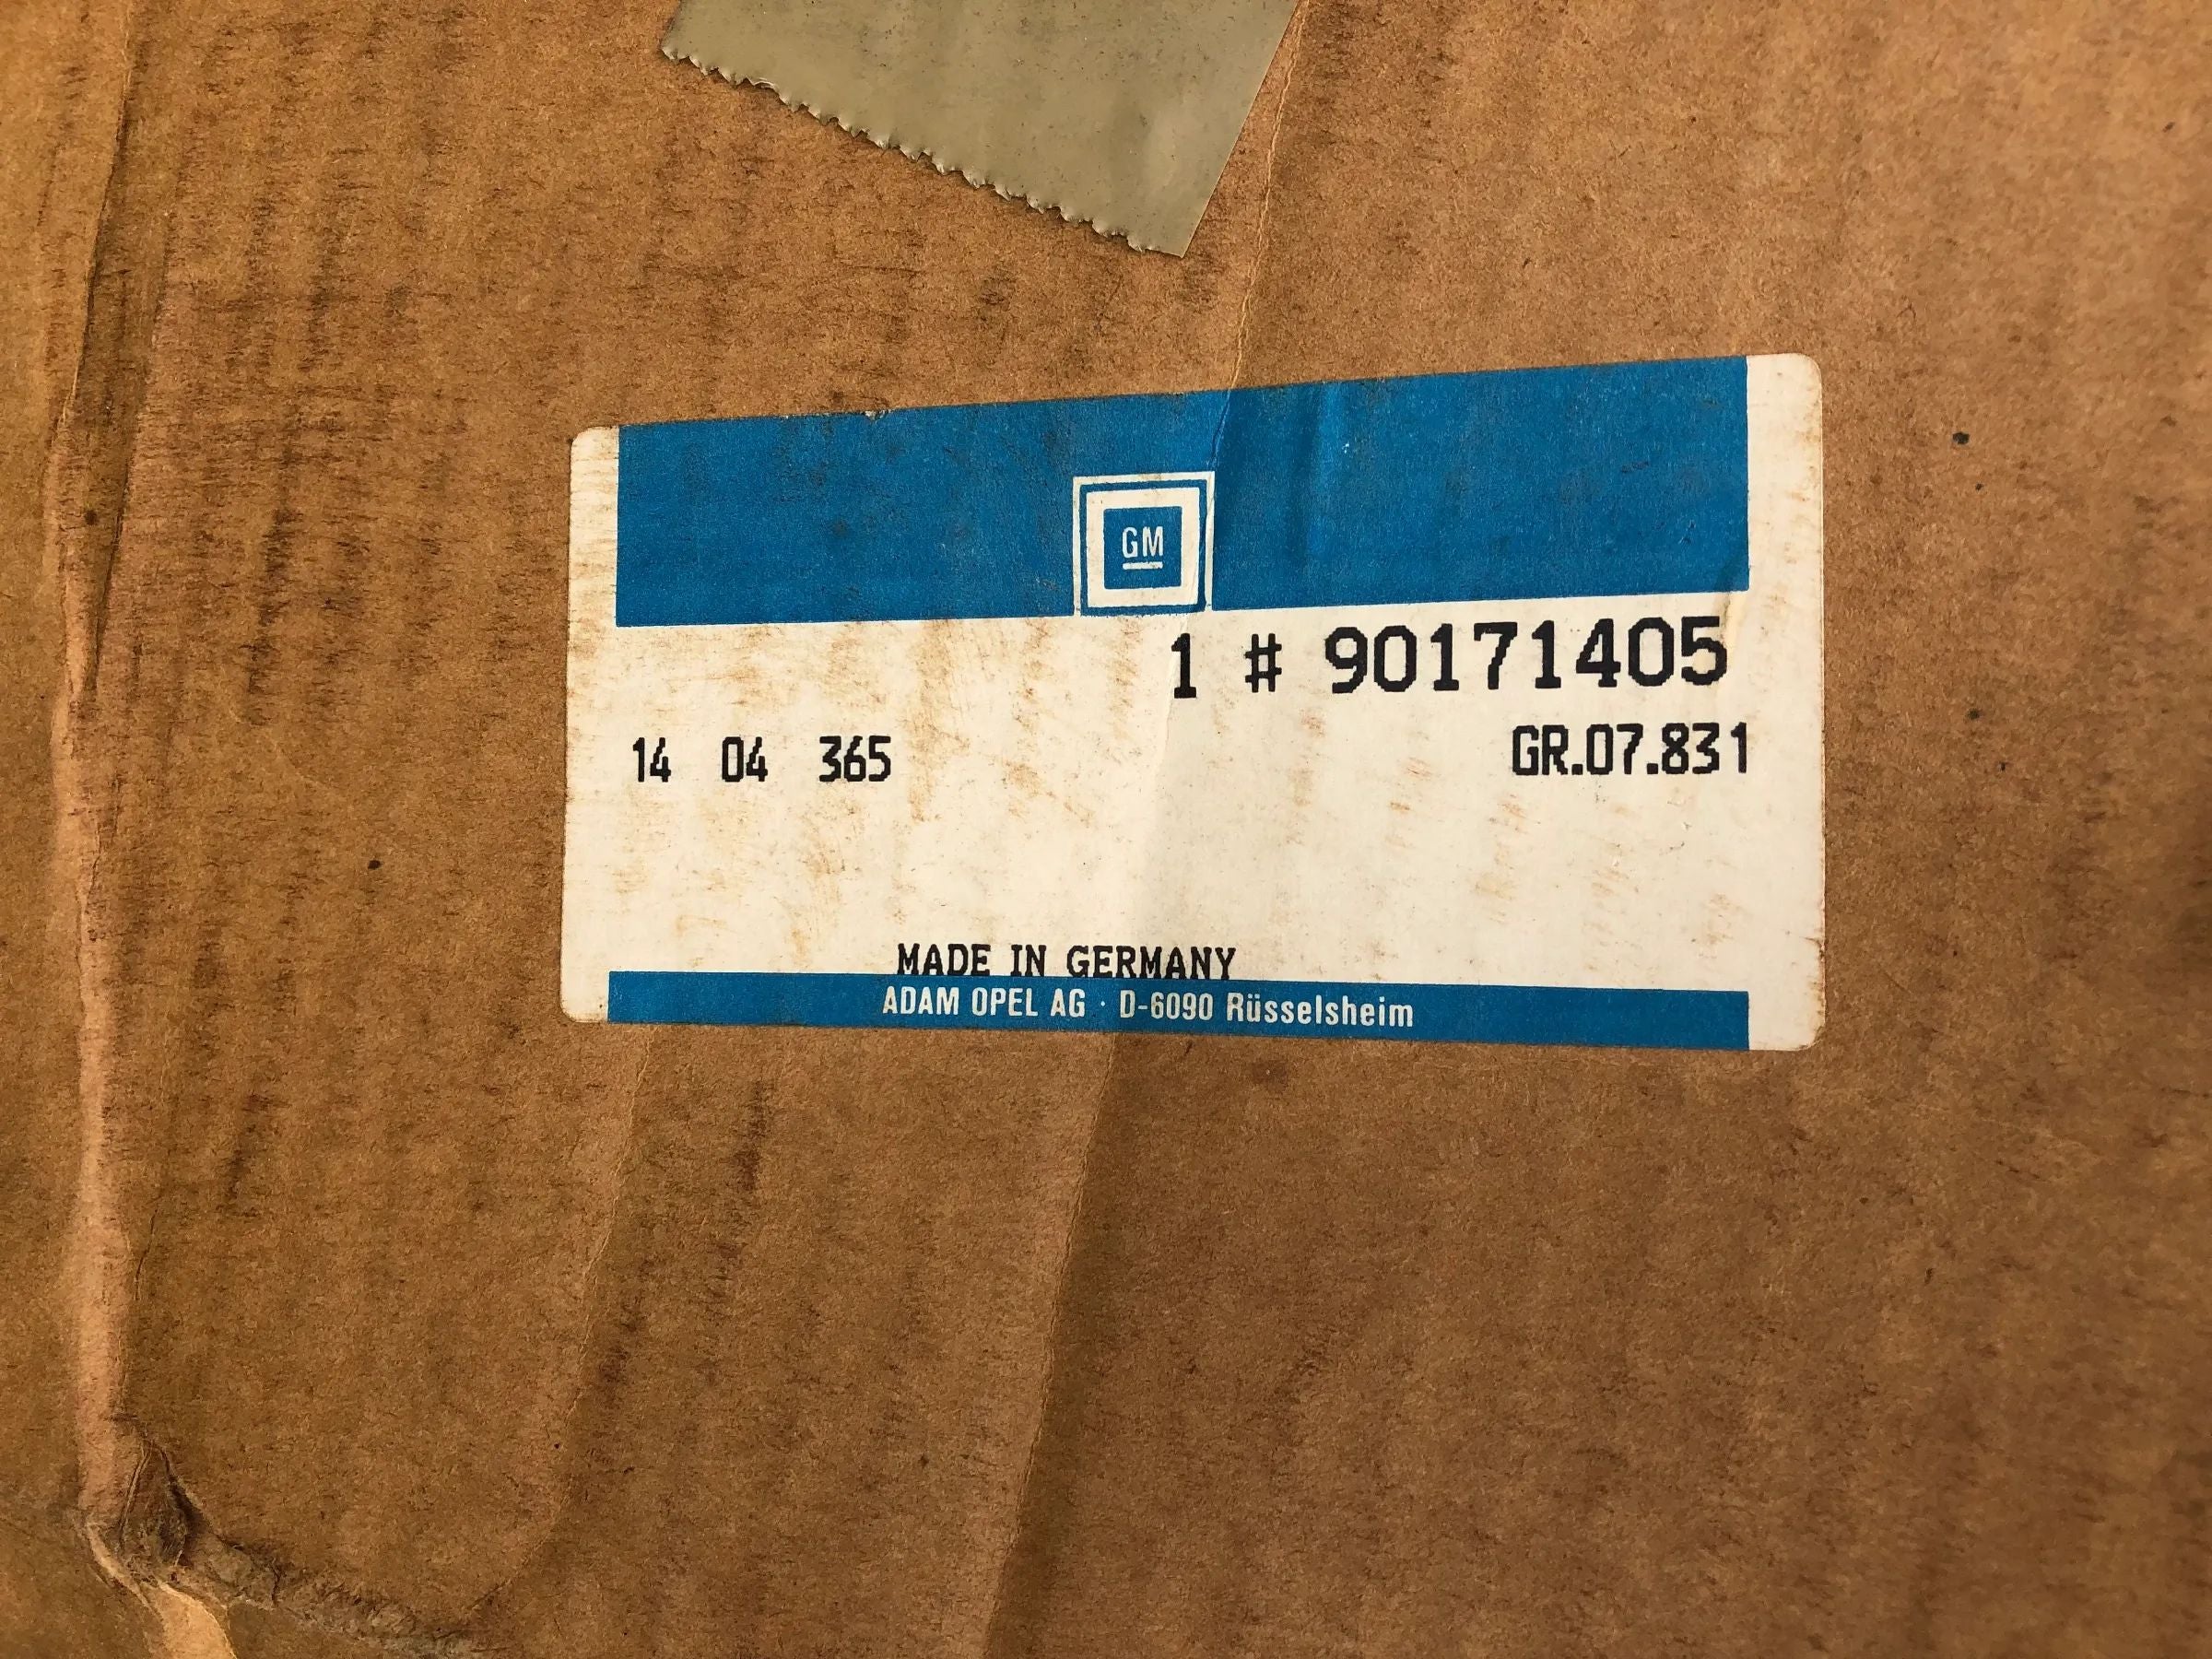 GM
1 # 90171405
14 04 365 GR.07.831
MADE IN GERMANY
ADAM OPEL AG · D-6090 Rüsselsheim